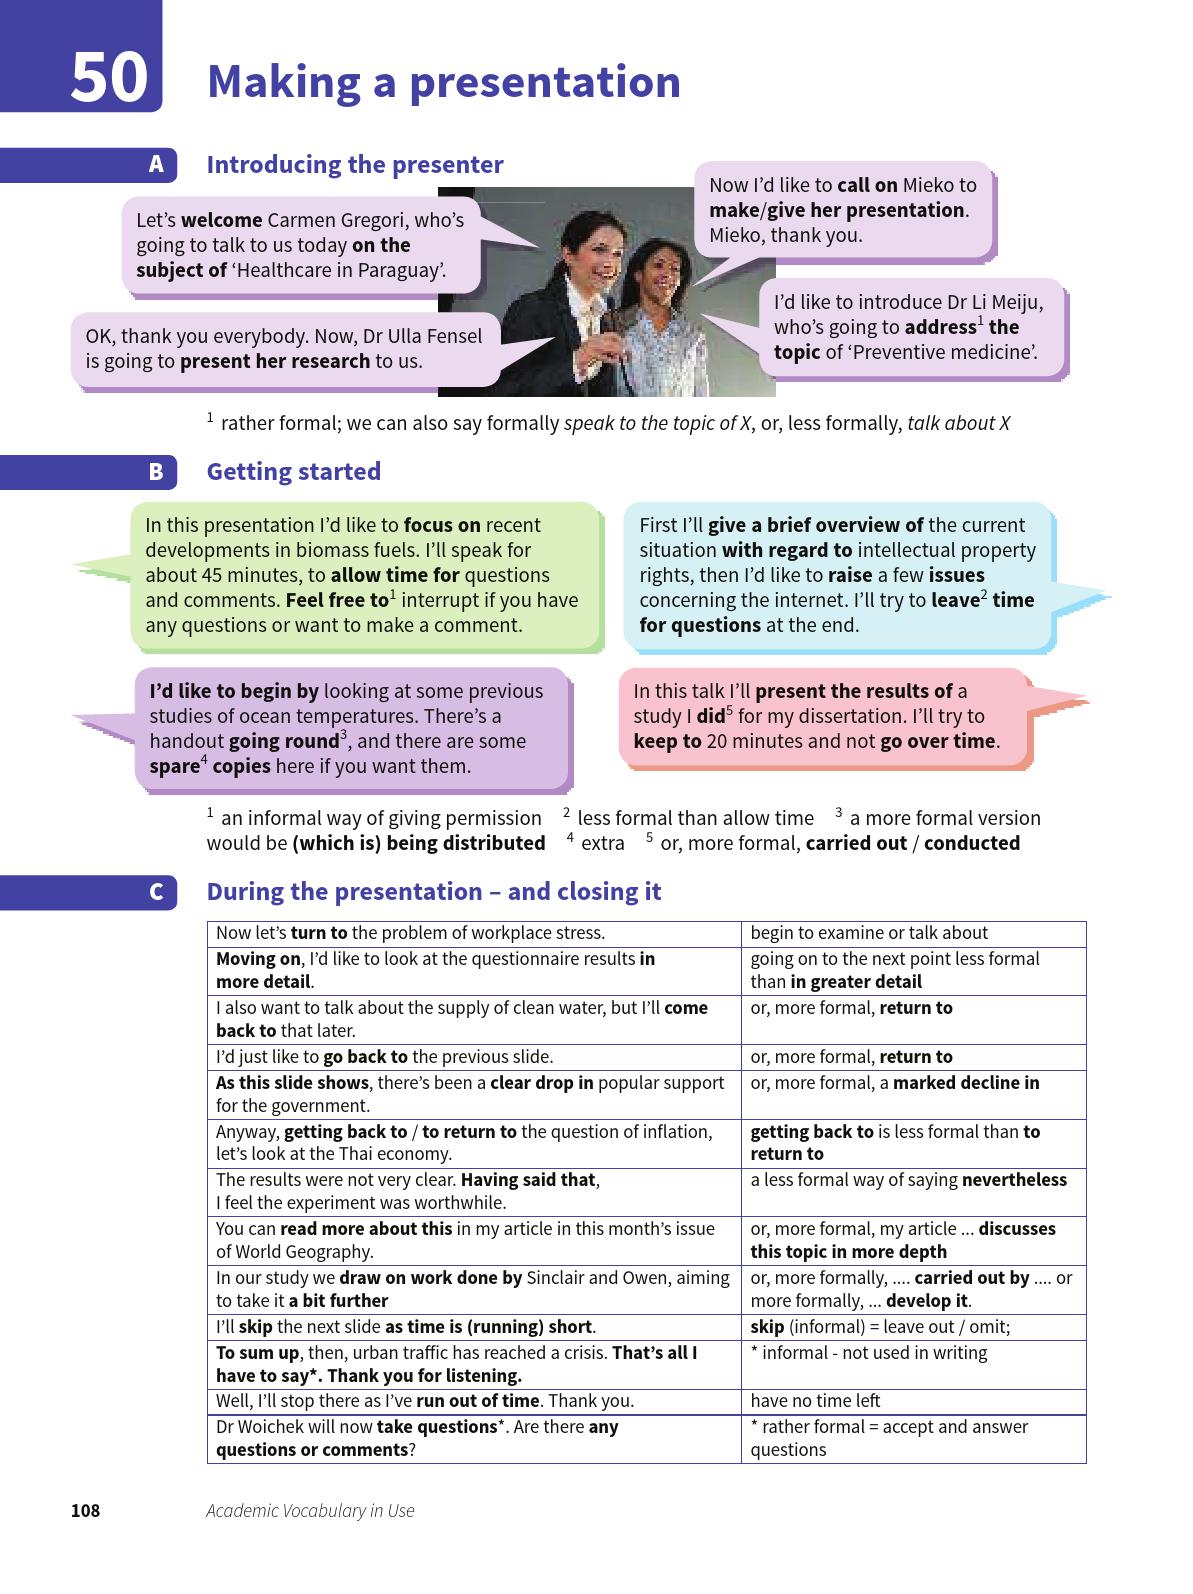 50
Making a presentation
A
Introducing the presenter
Let's welcome Carmen Gregori, who's
going to talk to us today on the
subject of 'Healthcare in Paraguay'.
Now I'd like to call on Mieko to
make/give her presentation.
Mieko, thank you.
OK, thank you everybody. Now, Dr Ulla Fensel
is going to present her research to us.
I'd like to introduce Dr Li Meiju,
who's going to address1 the
topic of 'Preventive medicine'.
1 rather formal; we can also say formally speak to the topic of X, or, less formally, talk about X
B
Getting started
In this presentation I'd like to focus on recent
developments in biomass fuels. I'll speak for
about 45 minutes, to allow time for questions
and comments. Feel free to1 interrupt if you have
any questions or want to make a comment.
First I'll give a brief overview of the current
situation with regard to intellectual property
rights, then I'd like to raise a few issues
concerning the internet. I'll try to leave2 time
for questions at the end.
I'd like to begin by looking at some previous
studies of ocean temperatures. There's a
handout going round3, and there are some
spare4 copies here if you want them.
In this talk I'll present the results of a
study I did5 for my dissertation. I'll try to
keep to 20 minutes and not go over time.
1 an informal way of giving permission 2 less formal than allow time 3 a more formal version
would be (which is) being distributed 4 extra 5 or, more formal, carried out / conducted
C
During the presentation – and closing it
Now let's turn to the problem of workplace stress.
begin to examine or talk about
Moving on, I'd like to look at the questionnaire results in
more detail.
going on to the next point less formal
than in greater detail
I also want to talk about the supply of clean water, but I'll come
back to that later.
or, more formal, return to
I'd just like to go back to the previous slide.
or, more formal, return to
As this slide shows, there's been a clear drop in popular support
for the government.
or, more formal, a marked decline in
Anyway, getting back to / to return to the question of inflation,
let's look at the Thai economy.
getting back to is less formal than to
return to
The results were not very clear. Having said that,
I feel the experiment was worthwhile.
a less formal way of saying nevertheless
You can read more about this in my article in this month's issue
of World Geography.
or, more formal, my article ... discusses
this topic in more depth
In our study we draw on work done by Sinclair and Owen, aiming
to take it a bit further
or, more formally, .... carried out by .... or
more formally, ... develop it.
I'll skip the next slide as time is (running) short.
skip (informal) = leave out / omit;
To sum up, then, urban traffic has reached a crisis. That's all I
have to say*. Thank you for listening.
* informal - not used in writing
Well, I'll stop there as I've run out of time. Thank you.
have no time left
Dr Woichek will now take questions*. Are there any
questions or comments?
* rather formal = accept and answer
questions
108
Academic Vocabulary in Use